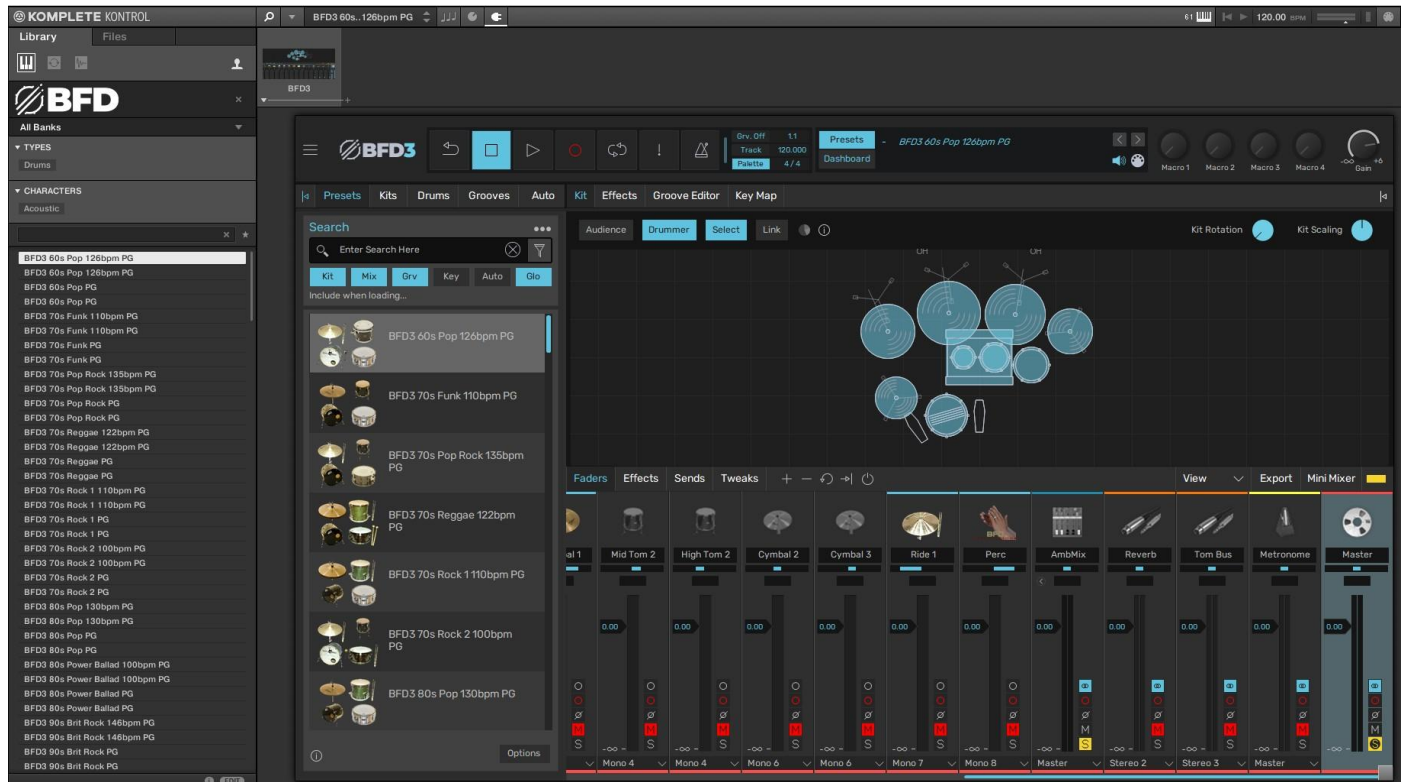 KOMPLETE KONTROL
BFD3 60s..126bpm PG
61
120.00 BPM
Library
Files
BFD
All Banks
TYPES
Drums
CHARACTERS
Acoustic
BFD3 60s Pop 126bpm PG
BFD3 60s Pop 126bpm PG
BFD3 60s Pop PG
BFD3 60s Pop PG
BFD3 70s Funk 110bpm PG
BFD3 70s Funk 110bpm PG
BFD3 70s Funk PG
BFD3 70s Funk PG
BFD3 70s Pop Rock 135bpm PG
BFD3 70s Pop Rock 135bpm PG
BFD3 70s Pop Rock PG
BFD3 70s Pop Rock PG
BFD3 70s Reggae 122bpm PG
BFD3 70s Reggae 122bpm PG
BFD3 70s Reggae PG
BFD3 70s Reggae PG
BFD3 70s Rock 1 110bpm PG
BFD3 70s Rock 1 110bpm PG
BFD3 70s Rock 1 PG
BFD3 70s Rock 1 PG
BFD3 70s Rock 2 100bpm PG
BFD3 70s Rock 2 100bpm PG
BFD3 70s Rock 2 PG
BFD3 70s Rock 2 PG
BFD3 80s Pop 130bpm PG
BFD3 80s Pop 130bpm PG
BFD3 80s Pop PG
BFD3 80s Pop PG
BFD3 80s Power Ballad 100bpm PG
BFD3 80s Power Ballad 100bpm PG
BFD3 80s Power Ballad PG
BFD3 80s Power Ballad PG
BFD3 90s Brit Rock 146bpm PG
BFD3 90s Brit Rock 146bpm PG
BFD3 90s Brit Rock PG
BFD3 90s Brit Rock PG
EDIT
BFD3
BFD3
Grv. Off 1.1
Track 120.000
Palette 4/4
Presets - BFD3 60s Pop 126bpm PG
Dashboard
Macro 1 Macro 2 Macro 3 Macro 4
-∞ +6
Gain
Presets Kits Drums Grooves Auto
Kit Effects Groove Editor Key Map
Search
Enter Search Here
Kit Mix Grv Key Auto Glo
Include when loading...
BFD3 60s Pop 126bpm PG
BFD3 70s Funk 110bpm PG
BFD3 70s Pop Rock 135bpm
PG
BFD3 70s Reggae 122bpm
PG
BFD3 70s Rock 1 110bpm PG
BFD3 70s Rock 2 100bpm
PG
BFD3 80s Pop 130bpm PG
Options
Audience Drummer Select Link
Kit Rotation Kit Scaling
OH OH
Faders Effects Sends Tweaks
View Export Mini Mixer
al 1 Mid Tom 2 High Tom 2 Cymbal 2 Cymbal 3 Ride 1 Perc AmbMix Reverb Tom Bus Metronome Master
0.00 0.00 0.00 0.00 0.00 0.00 0.00 0.00 0.00 0.00 0.00
M M M M M M M M M M M M
S S S S S S S S S S S S
-∞ -∞ -∞ -∞ -∞ -∞ -∞ -∞ -∞ -∞ -∞
Mono 4 Mono 4 Mono 6 Mono 6 Mono 7 Mono 8 Master Stereo 2 Stereo 3 Master